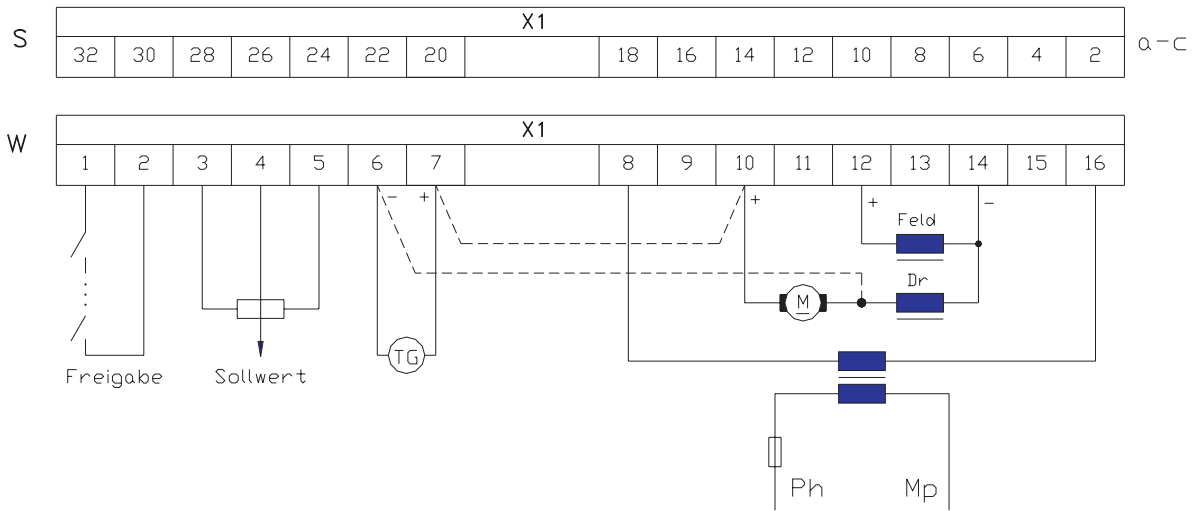 X1
S 32 30 28 26 24 22 20 18 16 14 12 10 8 6 4 2 a-c
X1
W 1 2 3 4 5 6 7 8 9 10 11 12 13 14 15 16
- + + + -
Feld
Dr
M
TG
Freigabe Sollwert
Ph Mp